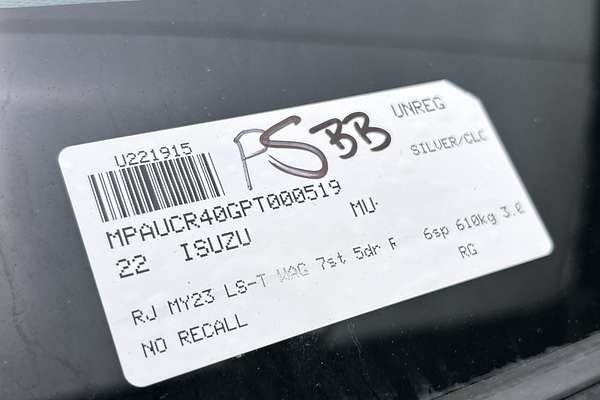 U221915
PS BB
UNREG
MPAUCR40GPT000519
SILVER/CLC
22 ISUZU MU
RJ MY23 LS-T WAG 7st 5dr R 6sp 610kg 3.0
NO RECALL
RG